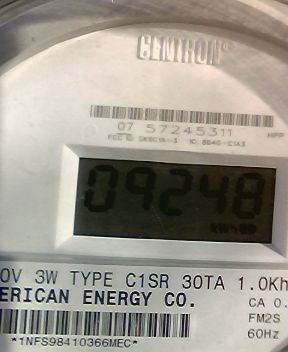 CENTRON®
07 57245311
09248
0V 3W TYPE C1SR 30TA 1.0Kh
ERICAN ENERGY CO.
CA 0.
FM2S
60Hz
*1NFS98410366MEC*